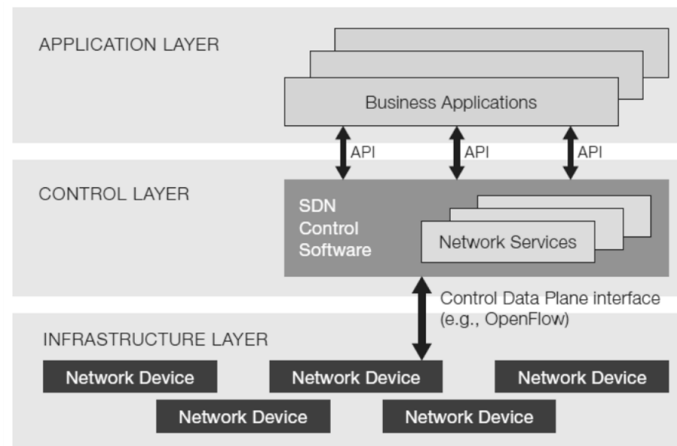 APPLICATION LAYER
Business Applications
API
API
API
CONTROL LAYER
SDN
Control
Software
Network Services
Control Data Plane interface
(e.g., OpenFlow)
INFRASTRUCTURE LAYER
Network Device
Network Device
Network Device
Network Device
Network Device